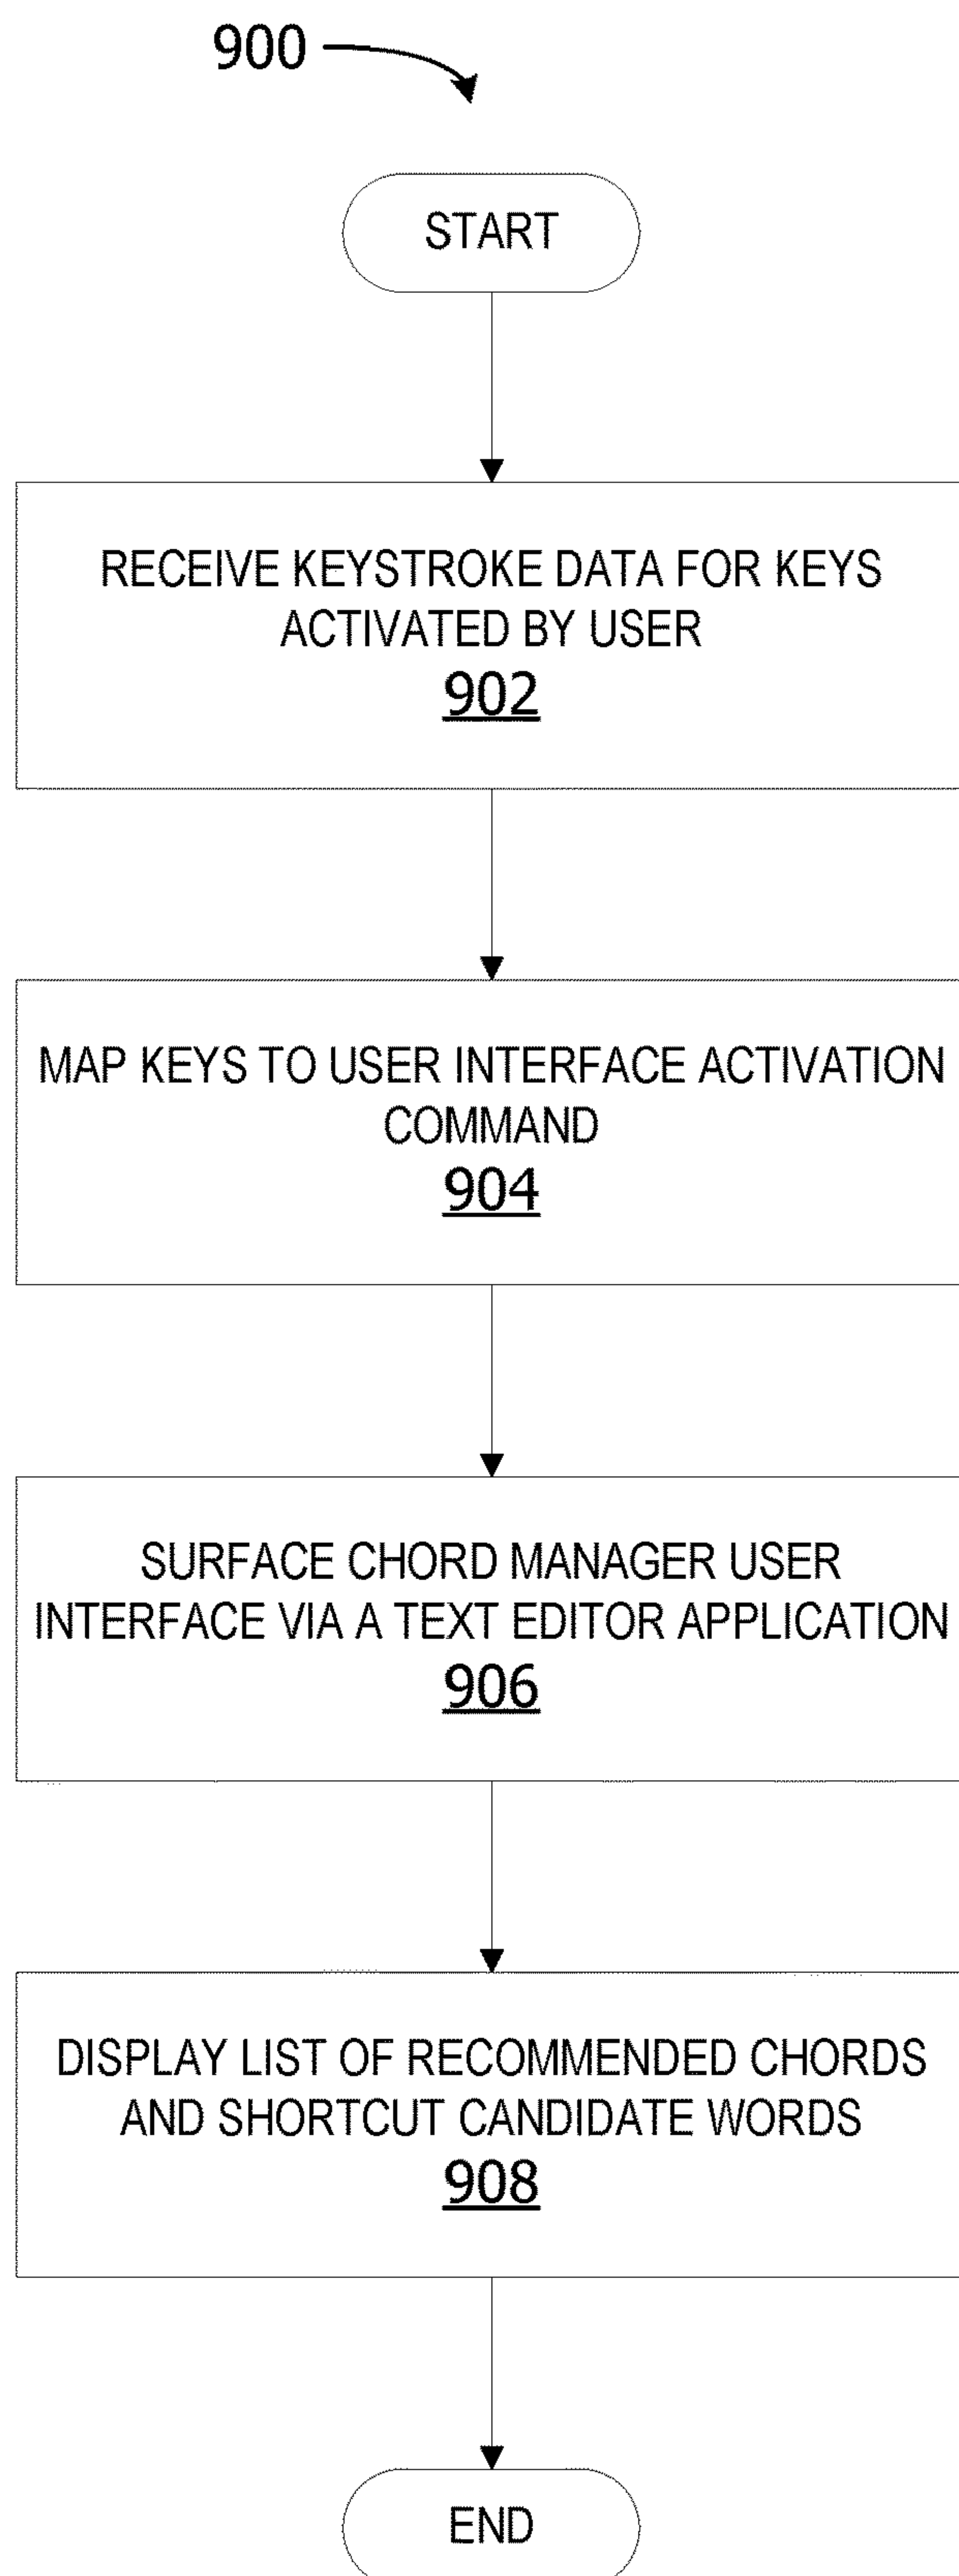 900
START
RECEIVE KEYSTROKE DATA FOR KEYS
ACTIVATED BY USER
902
MAP KEYS TO USER INTERFACE ACTIVATION
COMMAND
904
SURFACE CHORD MANAGER USER
INTERFACE VIA A TEXT EDITOR APPLICATION
906
DISPLAY LIST OF RECOMMENDED CHORDS
AND SHORTCUT CANDIDATE WORDS
908
END